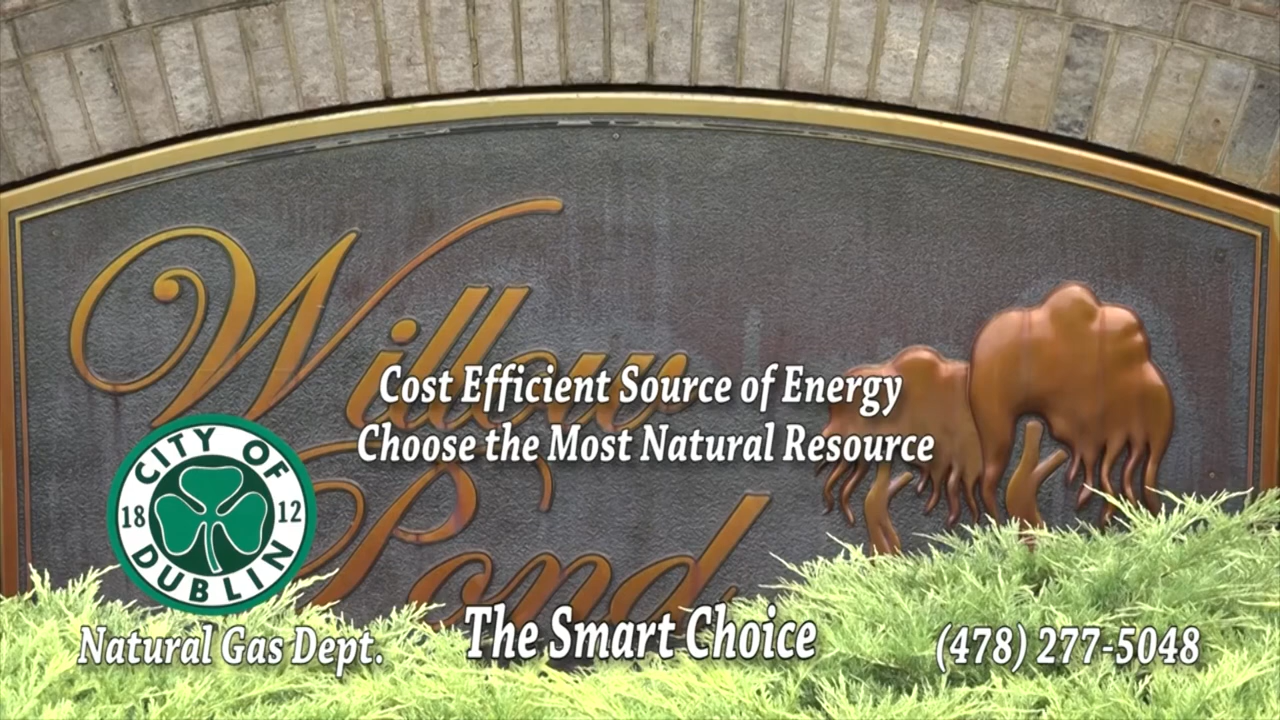 Willow
Pond
Cost Efficient Source of Energy
Choose the Most Natural Resource
CITY OF
18 12
DUBLIN
Natural Gas Dept.
The Smart Choice
(478) 277-5048